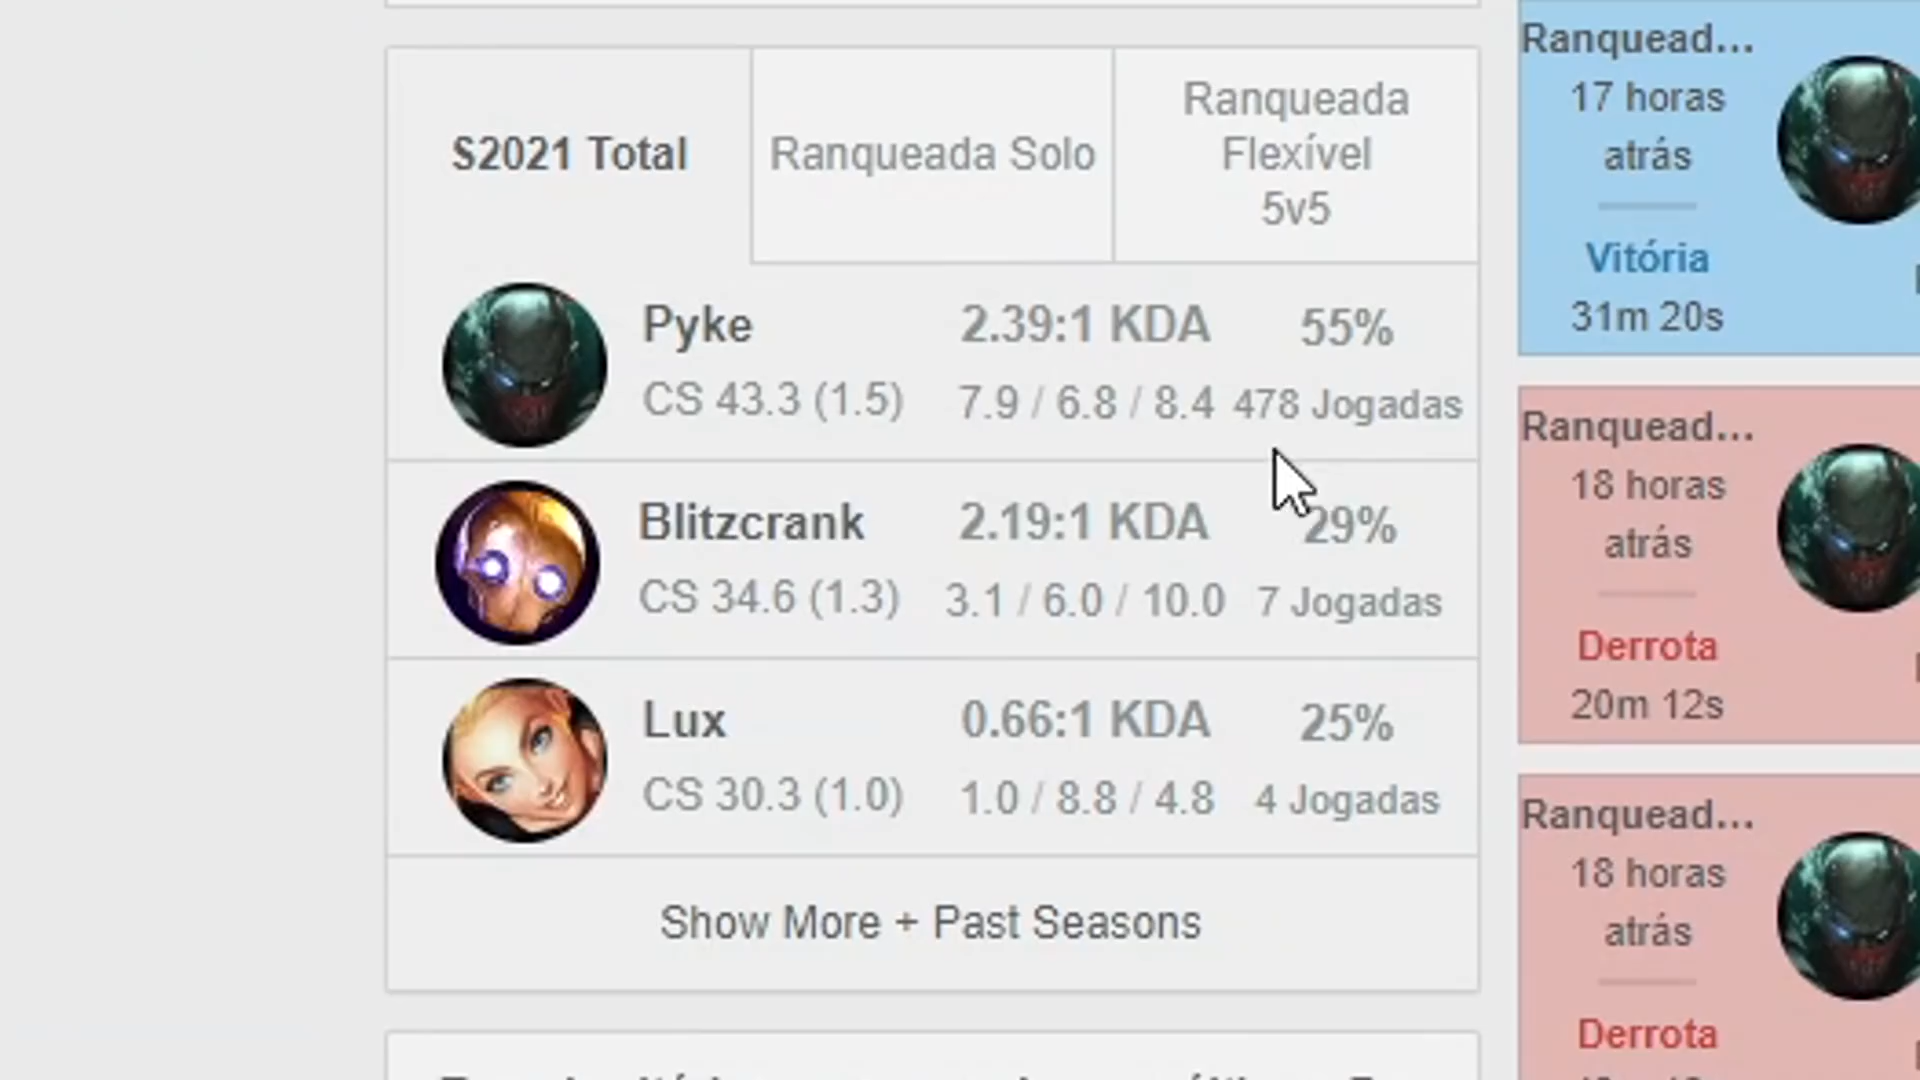 S2021 Total
Ranqueada Solo
Ranqueada
Flexível
5v5
Pyke
2.39:1 KDA
55%
CS 43.3 (1.5)
7.9 / 6.8 / 8.4
478 Jogadas
Blitzcrank
2.19:1 KDA
29%
CS 34.6 (1.3)
3.1 / 6.0 / 10.0
7 Jogadas
Lux
0.66:1 KDA
25%
CS 30.3 (1.0)
1.0 / 8.8 / 4.8
4 Jogadas
Show More + Past Seasons
Ranquead...
17 horas
atrás
Vitória
31m 20s
Ranquead...
18 horas
atrás
Derrota
20m 12s
Ranquead...
18 horas
atrás
Derrota